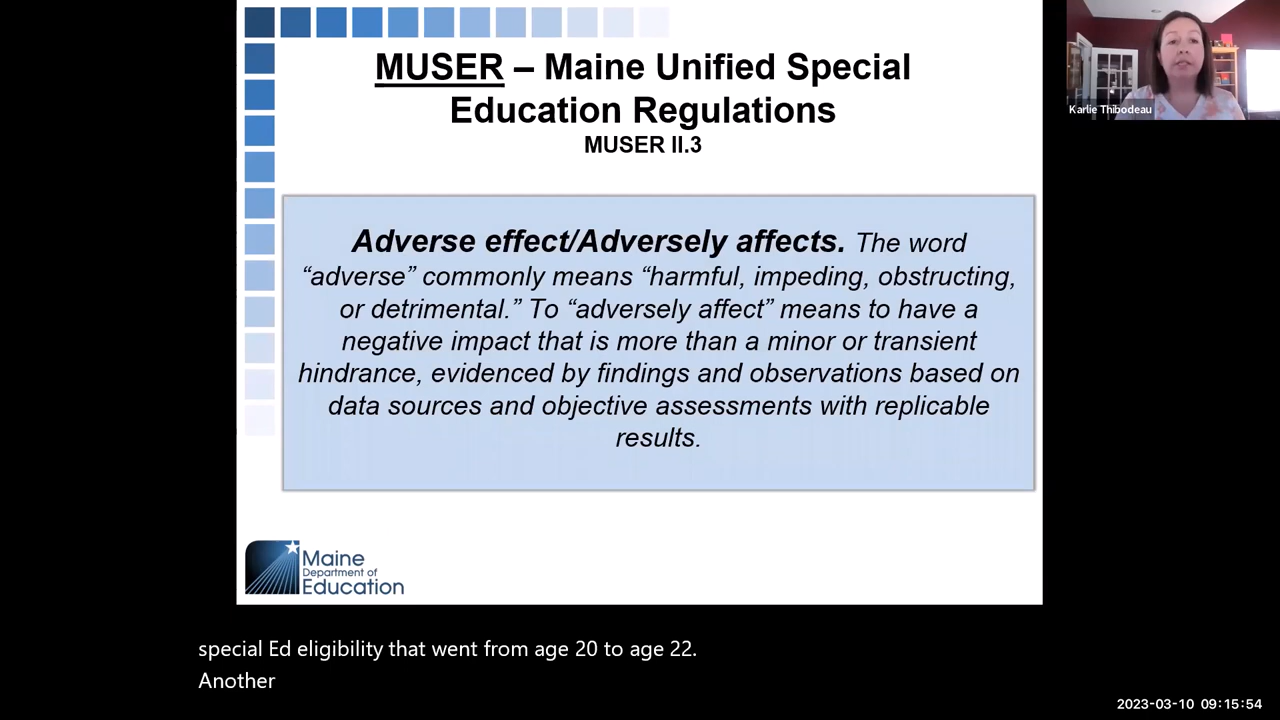 MUSER – Maine Unified Special
Education Regulations
MUSER II.3
Karlie Thibodeau
Adverse effect/Adversely affects. The word
“adverse” commonly means “harmful, impeding, obstructing,
or detrimental.” To “adversely affect” means to have a
negative impact that is more than a minor or transient
hindrance, evidenced by findings and observations based on
data sources and objective assessments with replicable
results.
Maine
Department of
Education
special Ed eligibility that went from age 20 to age 22.
Another
2023-03-10 09:15:54